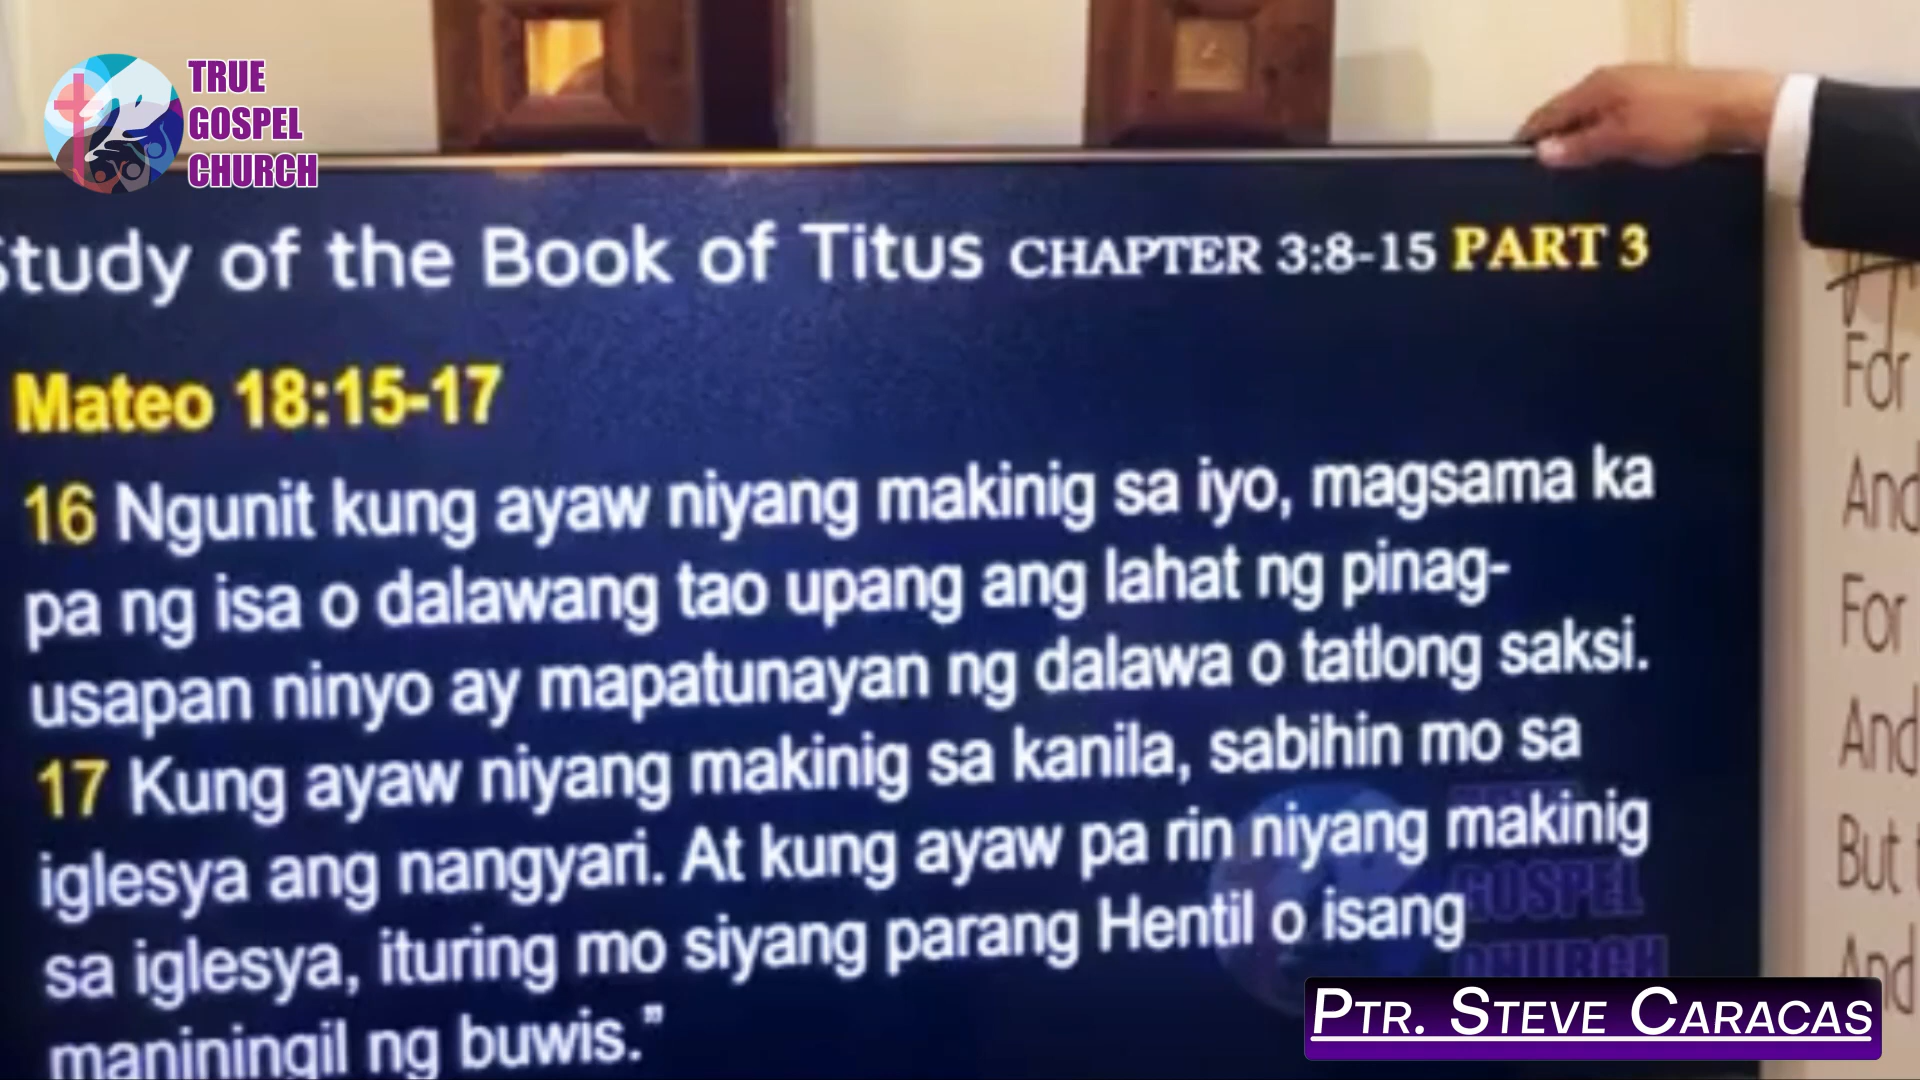 TRUE
GOSPEL
CHURCH
Study of the Book of Titus CHAPTER 3:8-15 PART 3
Mateo 18:15-17
16 Ngunit kung ayaw niyang makinig sa iyo, magsama ka
pa ng isa o dalawang tao upang ang lahat ng pinag-
usapan ninyo ay mapatunayan ng dalawa o tatlong saksi.
17 Kung ayaw niyang makinig sa kanila, sabihin mo sa
iglesya ang nangyari. At kung ayaw pa rin niyang makinig
sa iglesya, ituring mo siyang parang Hentil o isang
maniningil ng buwis.”
GOSPEL
CHURCH
For
And
For
And
But
And
PTR. STEVE CARACAS